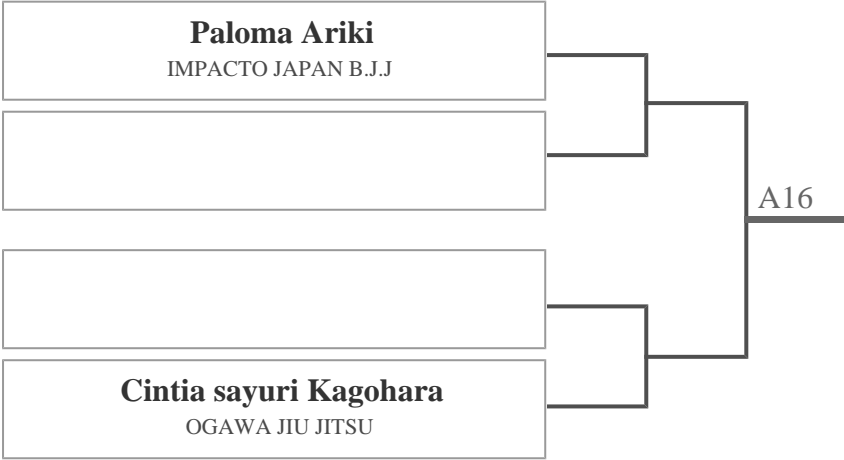 Paloma Ariki
IMPACTO JAPAN B.J.J
A16
Cintia sayuri Kagohara
OGAWA JIU JITSU